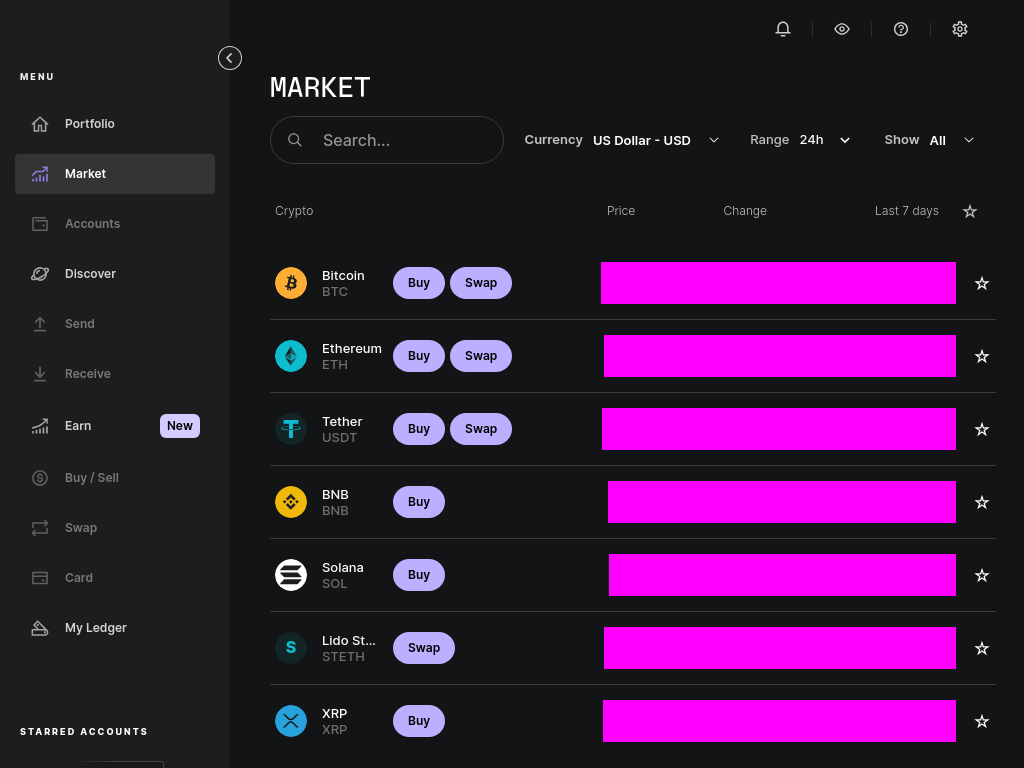 MENU
Portfolio
Market
Accounts
Discover
Send
Receive
Earn New
Buy / Sell
Swap
Card
My Ledger
STARRED ACCOUNTS
MARKET
Search...
Currency US Dollar - USD
Range 24h
Show All
Crypto Price Change Last 7 days
Bitcoin
BTC
Buy Swap
Ethereum
ETH
Buy Swap
Tether
USDT
Buy Swap
BNB
BNB
Buy
Solana
SOL
Buy
Lido St...
STETH
Swap
XRP
XRP
Buy